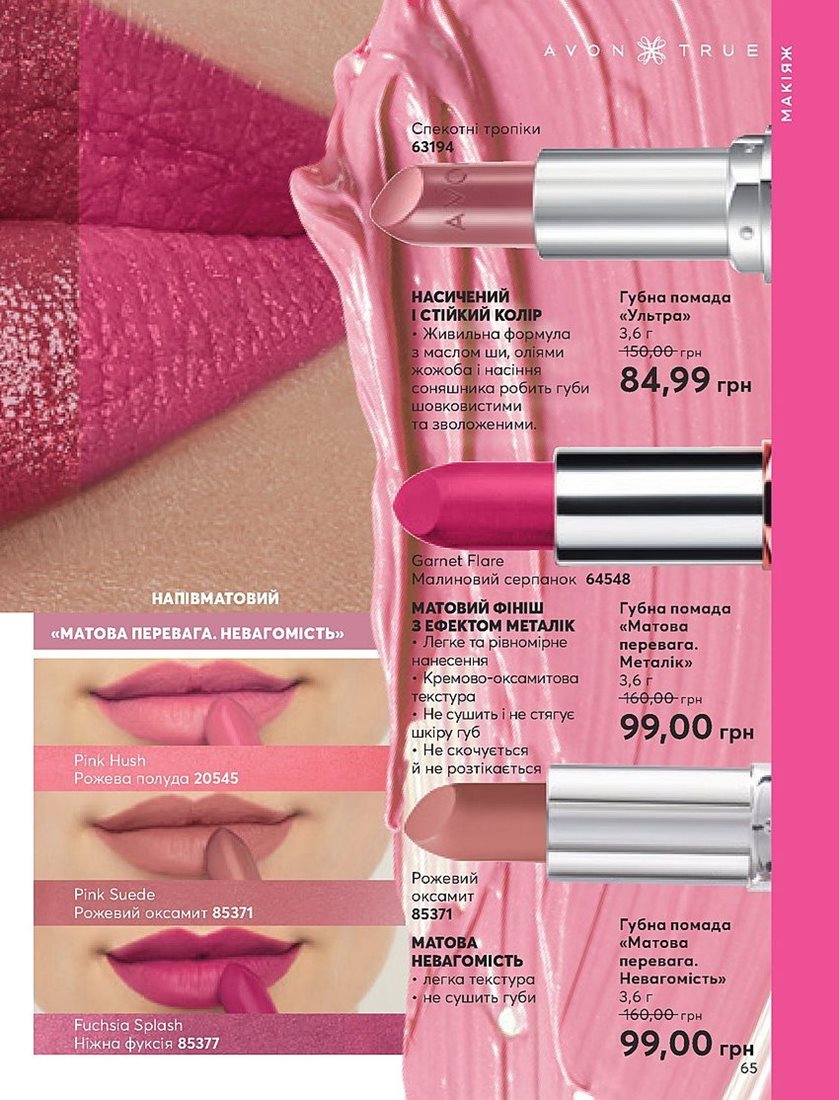 AVON TRUE
МАКІЯЖ
Спекотні тропіки
63194
AVO
НАСИЧЕНИЙ
І СТІЙКИЙ КОЛІР
• Живильна формула
з маслом ши, оліями
жожоба і насіння
соняшника робить губи
шовковистими
та зволоженими.
Губна помада
«Ультра»
3,6 г
150,00 грн
84,99 грн
Garnet Flare
Малиновий серпанок 64548
МАТОВИЙ ФІНІШ
З ЕФЕКТОМ МЕТАЛІК
• Легке та рівномірне
нанесення
• Кремово-оксамитова
текстура
• Не сушить і не стягує
шкіру губ
• Не скочується
й не розтікається
Губна помада
«Матова
перевага.
Металік»
3,6 г
160,00 грн
99,00 грн
НАПІВМАТОВИЙ
«МАТОВА ПЕРЕВАГА. НЕВАГОМІСТЬ»
Pink Hush
Рожева полуда 20545
Pink Suede
Рожевий оксамит 85371
Fuchsia Splash
Ніжна фуксія 85377
Рожевий
оксамит
85371
МАТОВА
НЕВАГОМІСТЬ
• легка текстура
• не сушить губи
Губна помада
«Матова
перевага.
Невагомість»
3,6 г
160,00 грн
99,00 грн
65